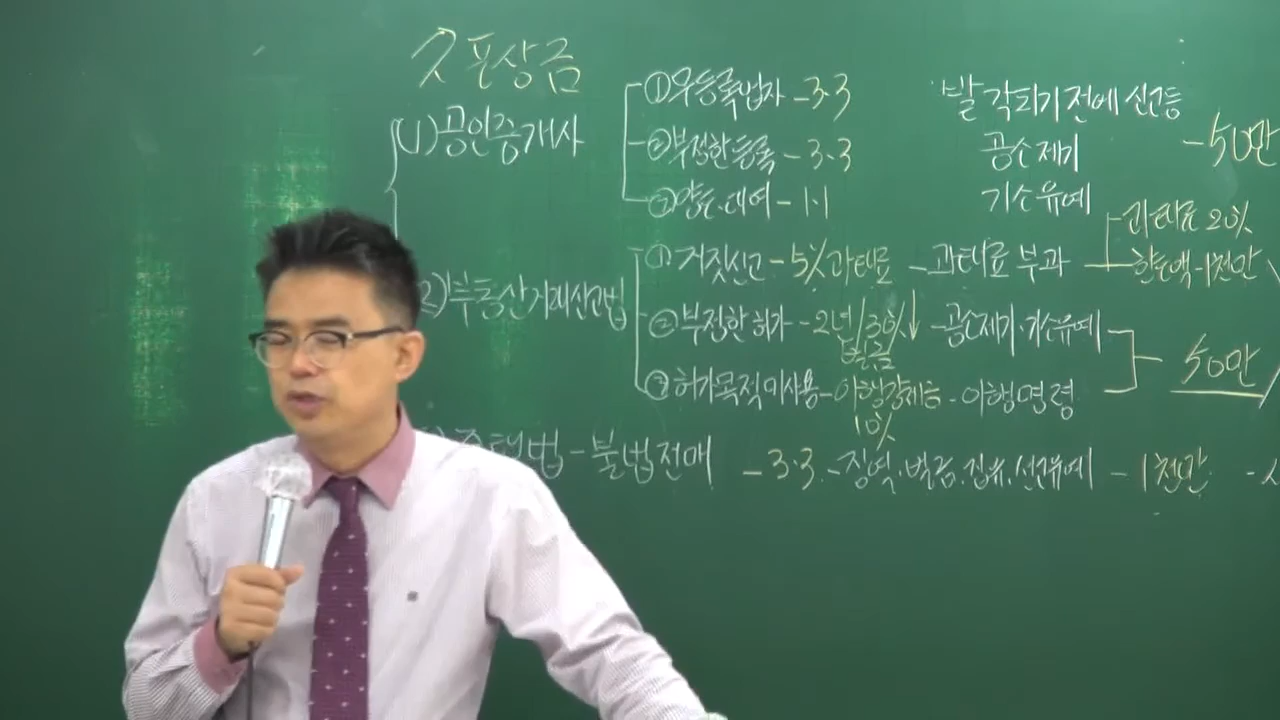 포상금
(1)공인중개사
①무등록업자 - 3·3
②부정한등록 - 3·3
③양도·대여 - 1·1
발각되기전에 신고등
공소제기
기소유예
- 50만
(2)부동산거래신고법
①거짓신고 - 5% 과태료 - 과태료 부과
과태료 20%
한도액 - 1천만
②부정한허가 - 2년/30%↓ 벌금 - 공소제기·기소유예
③허가목적미사용 - 이행강제금 10% - 이행명령
50만
주택법 - 불법전매 - 3·3 - 징역·벌금·집유·선고유예 - 1천만